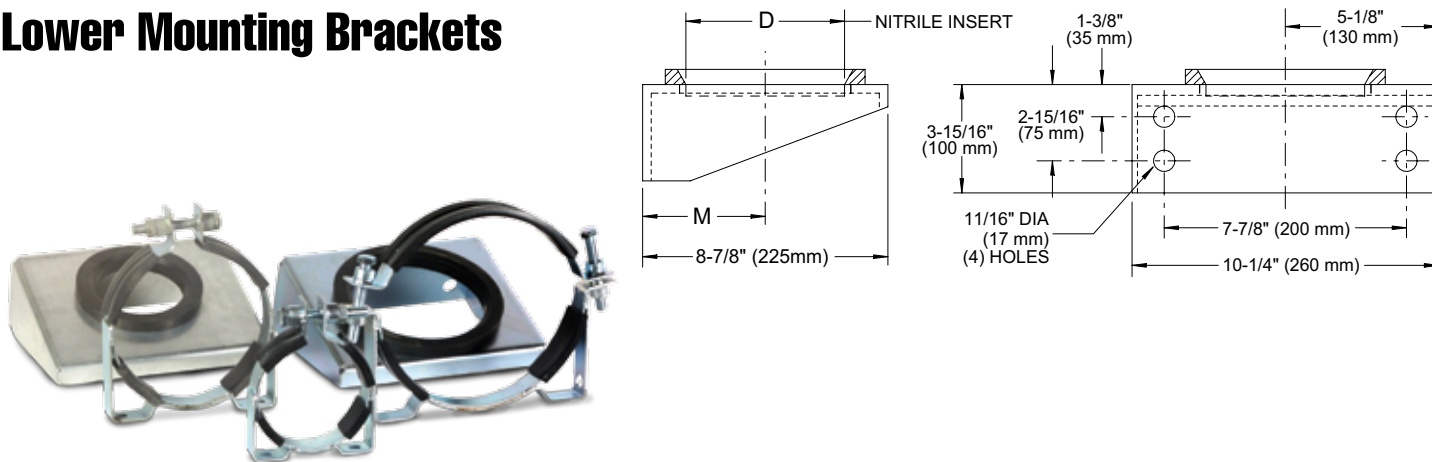 Lower Mounting Brackets
D
NITRILE INSERT
M
8-7/8" (225mm)
1-3/8"
(35 mm)
5-1/8"
(130 mm)
3-15/16"
(100 mm)
2-15/16"
(75 mm)
11/16" DIA
(17 mm)
(4) HOLES
7-7/8" (200 mm)
10-1/4" (260 mm)